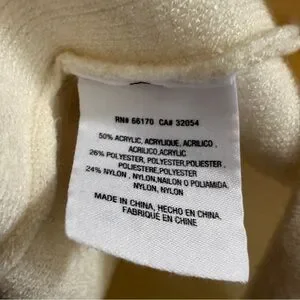 RN# 66170 CA# 32054
50% ACRYLIC, ACRYLIQUE, ACRILICO,
ACRILICO,ACRYLIC
26% POLYESTER, POLYESTER,POLIESTER,
POLIESTERE,POLYESTER
24% NYLON , NYLON,NAILON O POLIAMIDA,
NYLON, NYLON
MADE IN CHINA, HECHO EN CHINA,
FABRIQUÉ EN CHINE